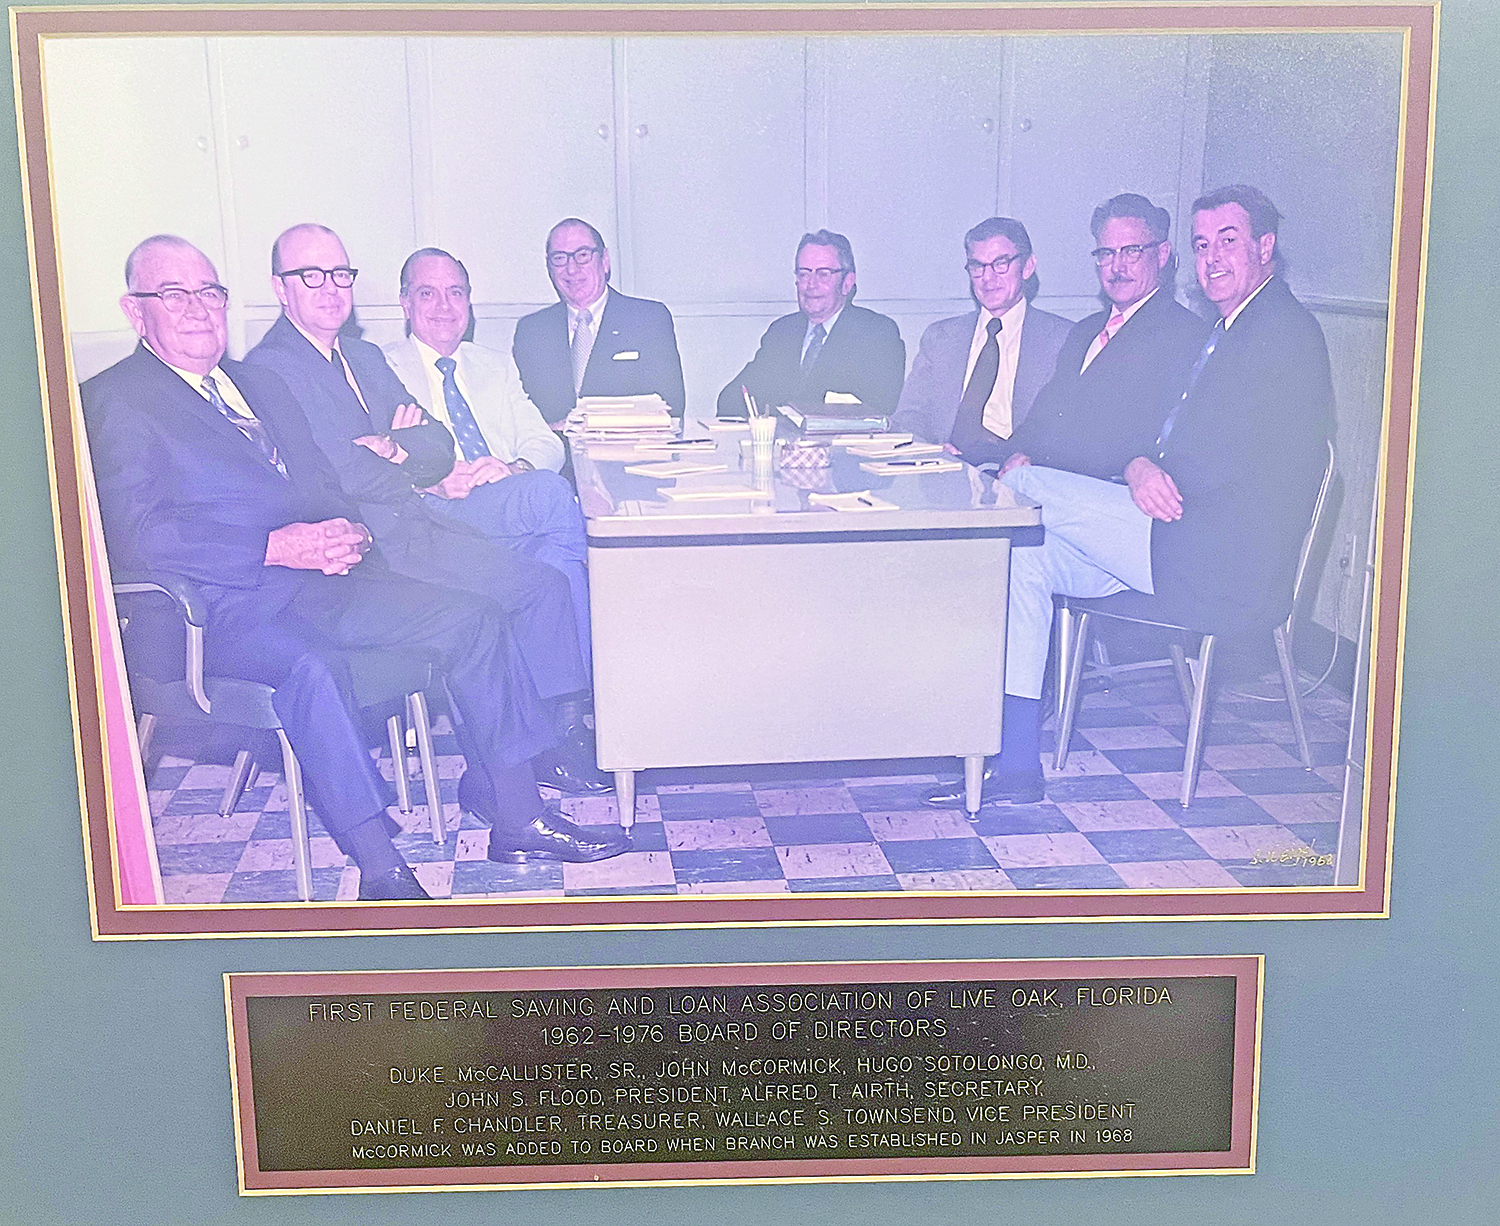 1968
FIRST FEDERAL SAVING AND LOAN ASSOCIATION OF LIVE OAK, FLORIDA
1962-1976 BOARD OF DIRECTORS
DUKE McCALLISTER, SR., JOHN McCORMICK, HUGO SOTOLONGO, M.D.,
JOHN S. FLOOD, PRESIDENT, ALFRED T. AIRTH, SECRETARY,
DANIEL F. CHANDLER, TREASURER, WALLACE S. TOWNSEND, VICE PRESIDENT
McCORMICK WAS ADDED TO BOARD WHEN BRANCH WAS ESTABLISHED IN JASPER IN 1968